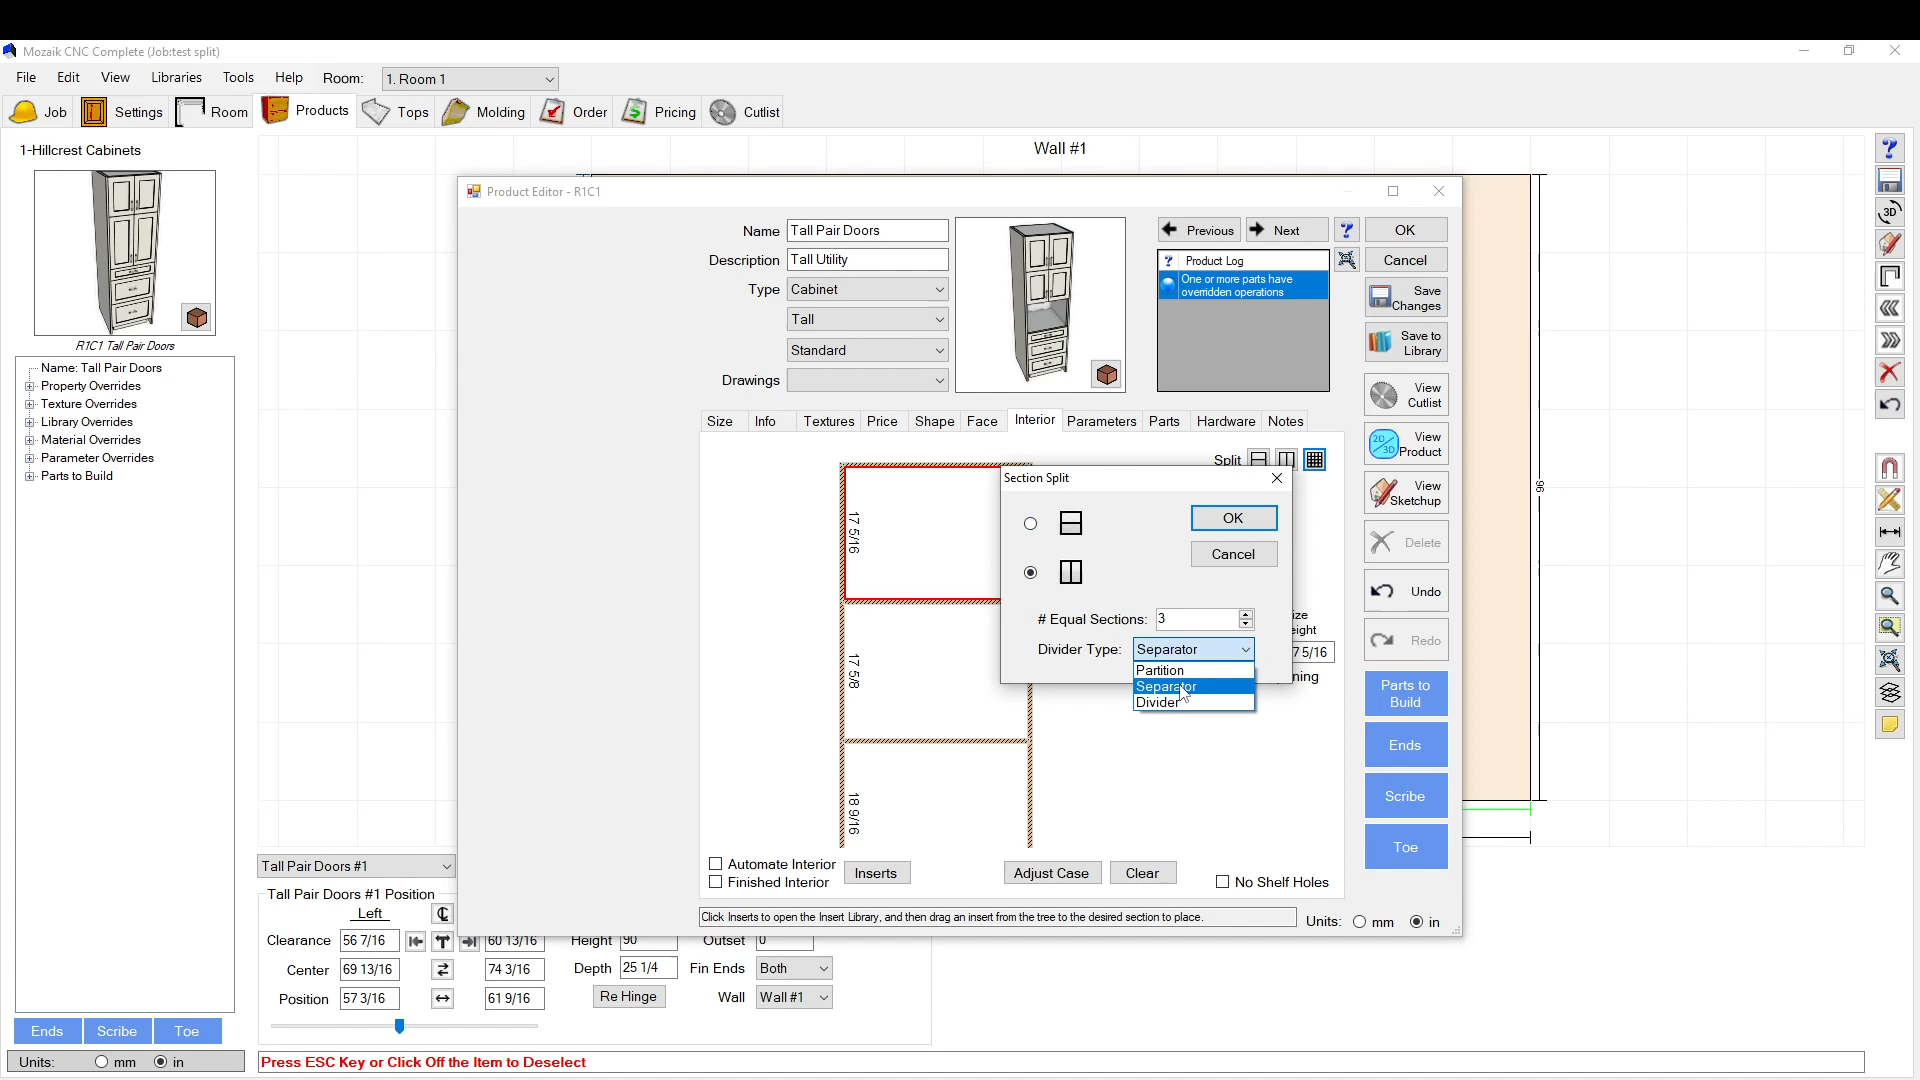 Mozaik CNC Complete (Job:test split)
File Edit View Libraries Tools Help Room: 1. Room 1
Job Settings Room Products Tops Molding Order Pricing Cutlist
1-Hillcrest Cabinets
R1C1 Tall Pair Doors
Name: Tall Pair Doors
Property Overrides
Texture Overrides
Library Overrides
Material Overrides
Parameter Overrides
Parts to Build
Ends Scribe Toe
Units: mm in
Wall #1
96
3D
Product Editor - R1C1
Name Tall Pair Doors
Description Tall Utility
Type Cabinet
Tall
Standard
Drawings
Previous Next ? OK
? Product Log
One or more parts have
overridden operations
Cancel
Save
Changes
Save to
Library
View
Cutlist
2D/3D
View
Product
View
Sketchup
Delete
Undo
Redo
Parts to
Build
Ends
Scribe
Toe
Size Info Textures Price Shape Face Interior Parameters Parts Hardware Notes
Split
17 5/16
17 5/8
18 9/16
Section Split
OK
Cancel
# Equal Sections: 3
Divider Type: Separator
Partition
Separator
Divider
ize
eight
7 5/16
ning
Automate Interior
Finished Interior
Inserts Adjust Case Clear No Shelf Holes
Click Inserts to open the Insert Library, and then drag an insert from the tree to the desired section to place.
Units: mm in
Tall Pair Doors #1
Tall Pair Doors #1 Position
Left
Clearance 56 7/16 60 13/16 Height 90 Outset 0
Center 69 13/16 74 3/16 Depth 25 1/4 Fin Ends Both
Position 57 3/16 61 9/16 Re Hinge Wall Wall #1
Press ESC Key or Click Off the Item to Deselect